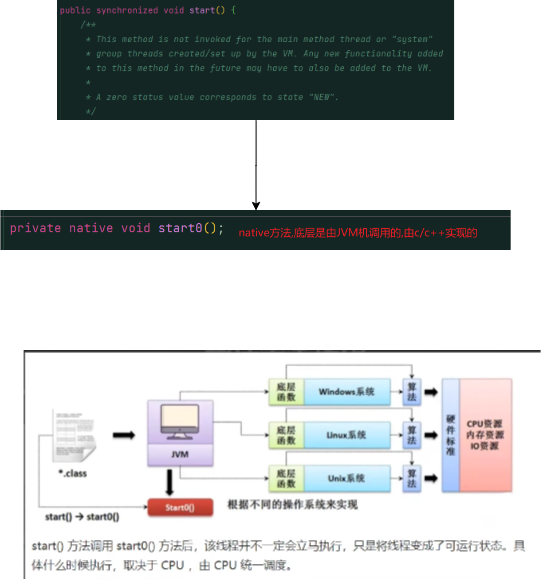 public synchronized void start() {
/**
* This method is not invoked for the main method thread or "system"
* group threads created/set up by the VM. Any new functionality added
* to this method in the future may have to also be added to the VM.
*
* A zero status value corresponds to state "NEW".
*/
private native void start0(); native方法,底层是由JVM机调用的,由c/c++实现的
底层函数 Windows系统 算法
底层函数 Linux系统 算法
底层函数 Unix系统 算法
硬件标准
CPU资源
内存资源
IO资源
JVM
*.class
Start0()
根据不同的操作系统来实现
start() → start0()
start() 方法调用 start0() 方法后，该线程并不一定会立马执行，只是将线程变成了可运行状态。具
体什么时候执行，取决于 CPU ，由 CPU 统一调度。